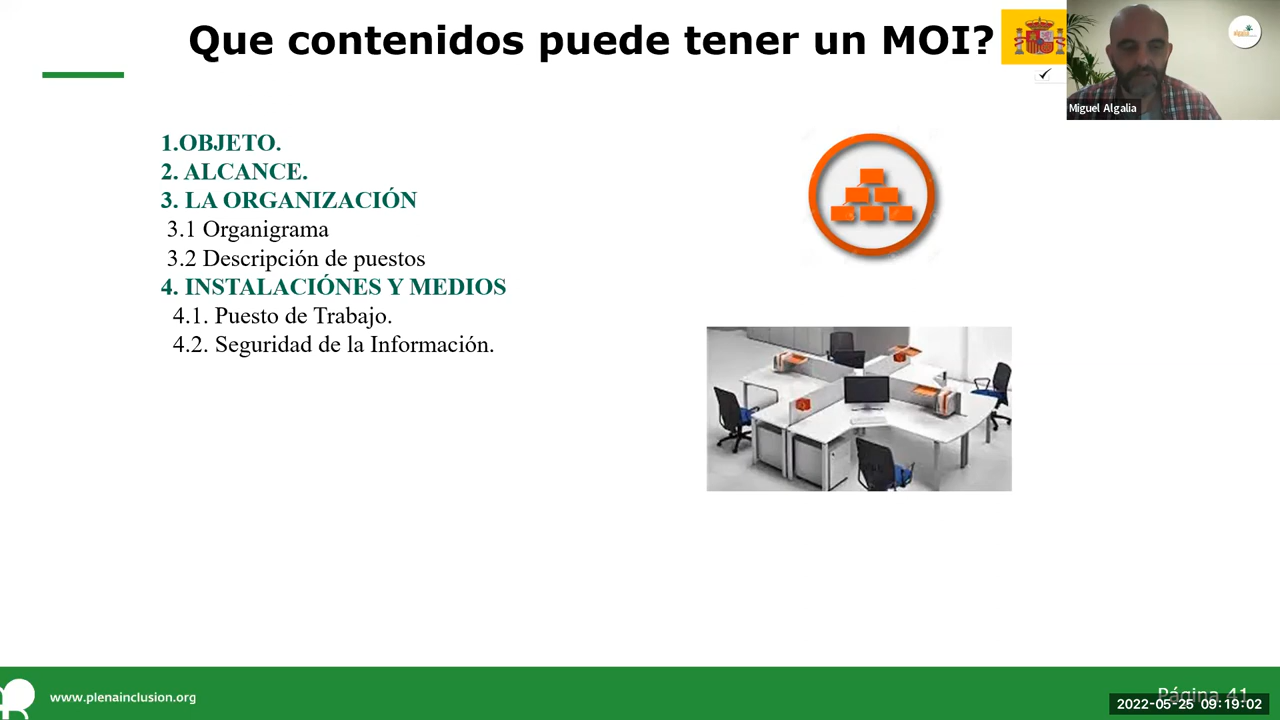 Que contenidos puede tener un MOI?
Miguel Algalia
1.OBJETO.
2. ALCANCE.
3. LA ORGANIZACIÓN
3.1 Organigrama
3.2 Descripción de puestos
4. INSTALACIÓNES Y MEDIOS
4.1. Puesto de Trabajo.
4.2. Seguridad de la Información.
www.plenainclusion.org
Página 41
2022-05-25 09:19:02